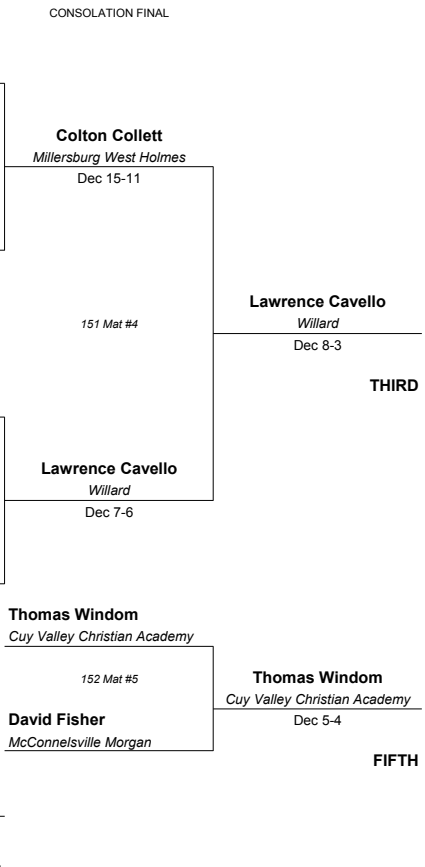 CONSOLATION FINAL
Colton Collett
Millersburg West Holmes
Dec 15-11
151 Mat #4
Lawrence Cavello
Willard
Dec 8-3
THIRD
Lawrence Cavello
Willard
Dec 7-6
Thomas Windom
Cuy Valley Christian Academy
152 Mat #5
David Fisher
McConnelsville Morgan
Thomas Windom
Cuy Valley Christian Academy
Dec 5-4
FIFTH